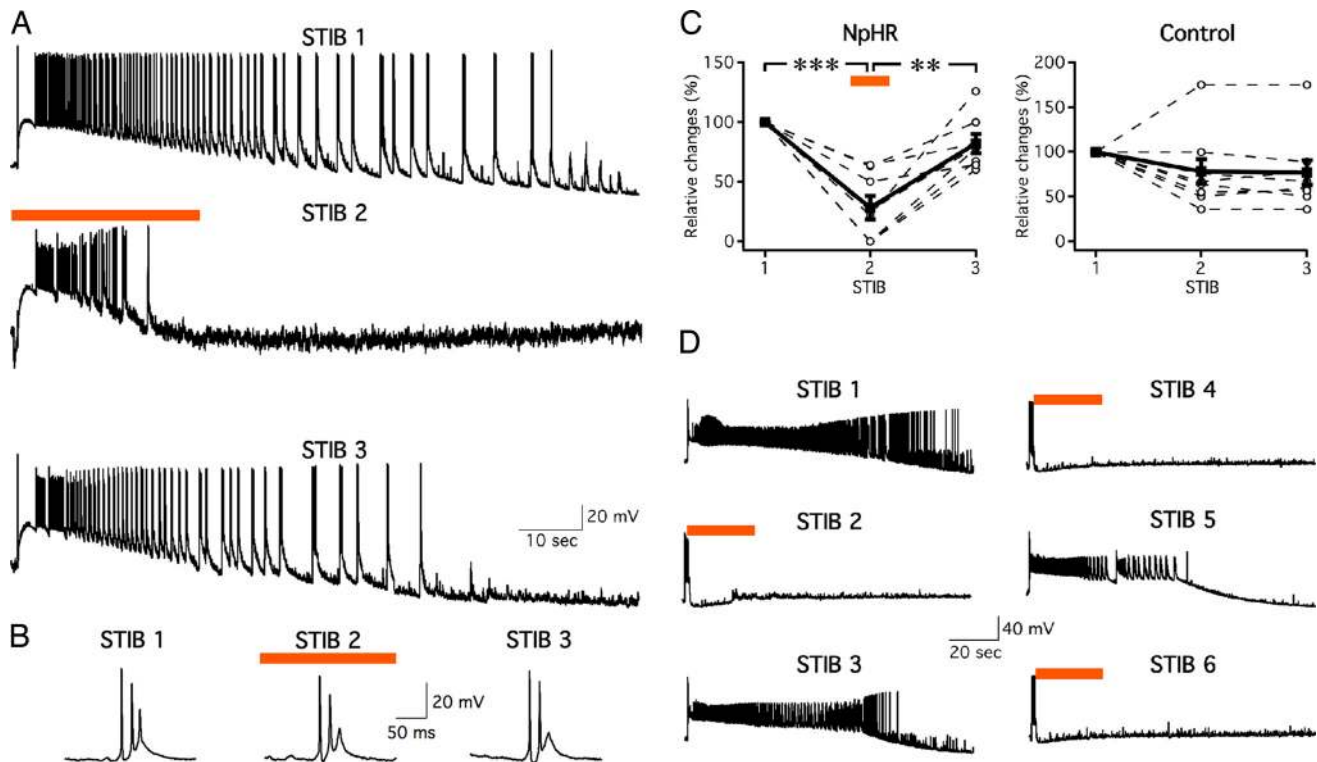 A
STIB 1
STIB 2
STIB 3
20 mV
10 sec
B
STIB 1
STIB 2
STIB 3
20 mV
50 ms
C
NpHR
Control
150
100
50
0
Relative changes (%)
***
**
1
2
3
STIB
200
150
100
50
0
Relative changes (%)
1
2
3
STIB
D
STIB 1
STIB 4
STIB 2
STIB 5
40 mV
20 sec
STIB 3
STIB 6